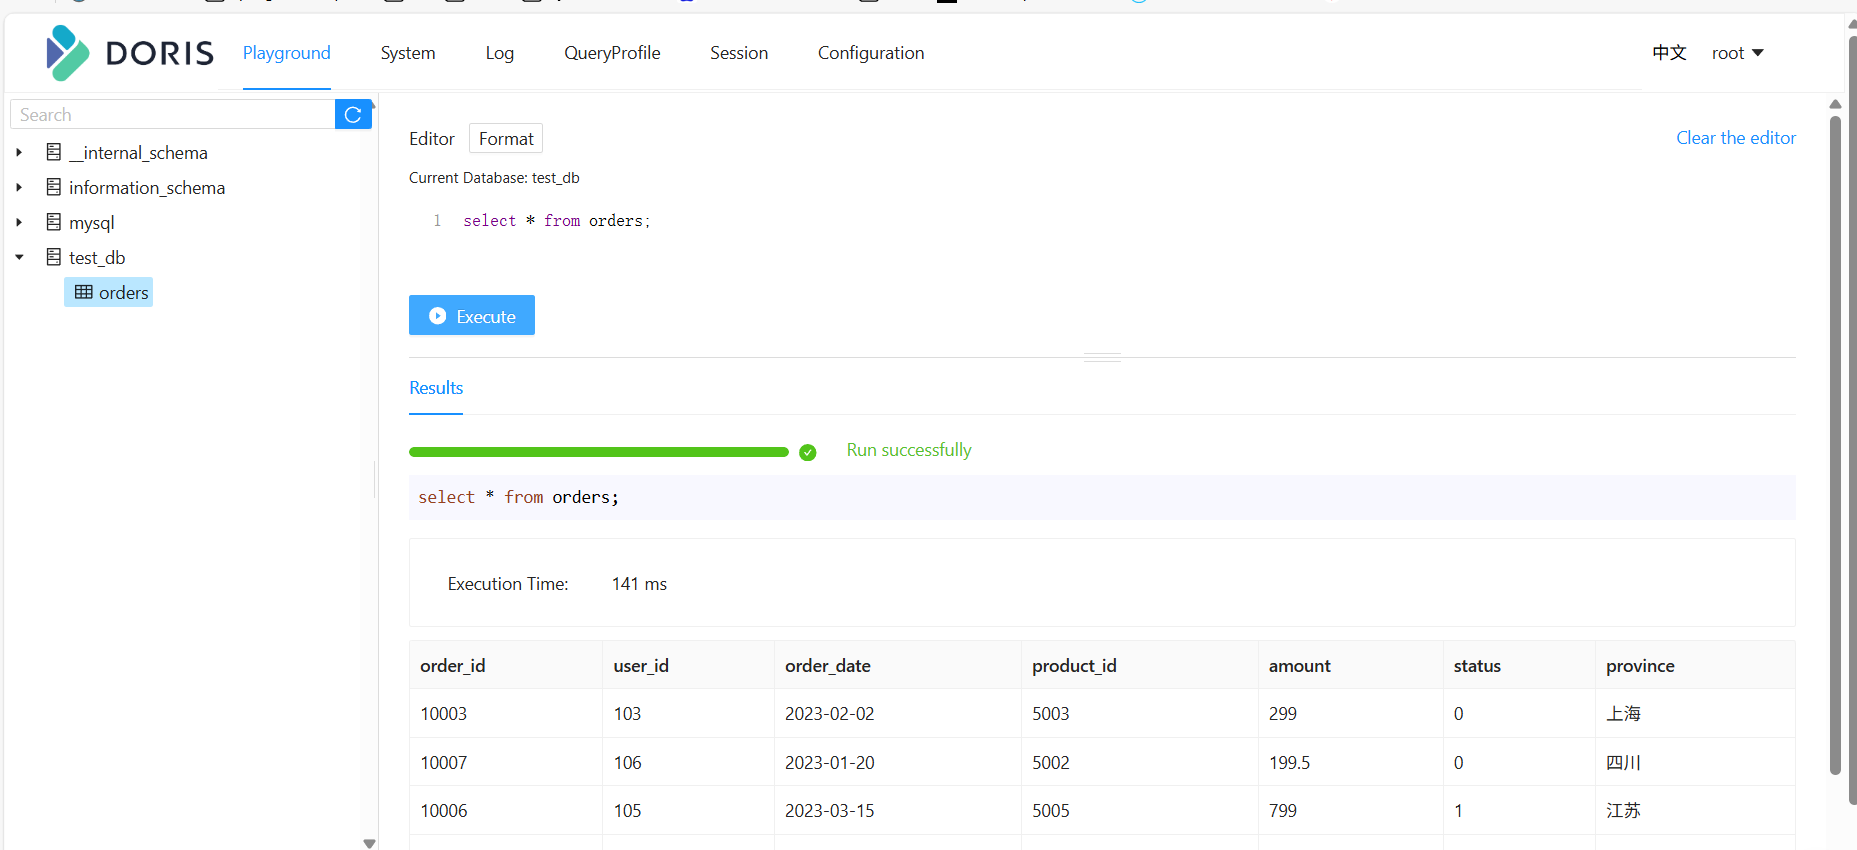 DORIS Playground System Log QueryProfile Session Configuration 中文 root
Search
__internal_schema
information_schema
mysql
test_db
orders
Editor Format Clear the editor
Current Database: test_db
1 select * from orders;
Execute
Results
Run successfully
select * from orders;
Execution Time: 141 ms
order_id user_id order_date product_id amount status province
10003 103 2023-02-02 5003 299 0 上海
10007 106 2023-01-20 5002 199.5 0 四川
10006 105 2023-03-15 5005 799 1 江苏